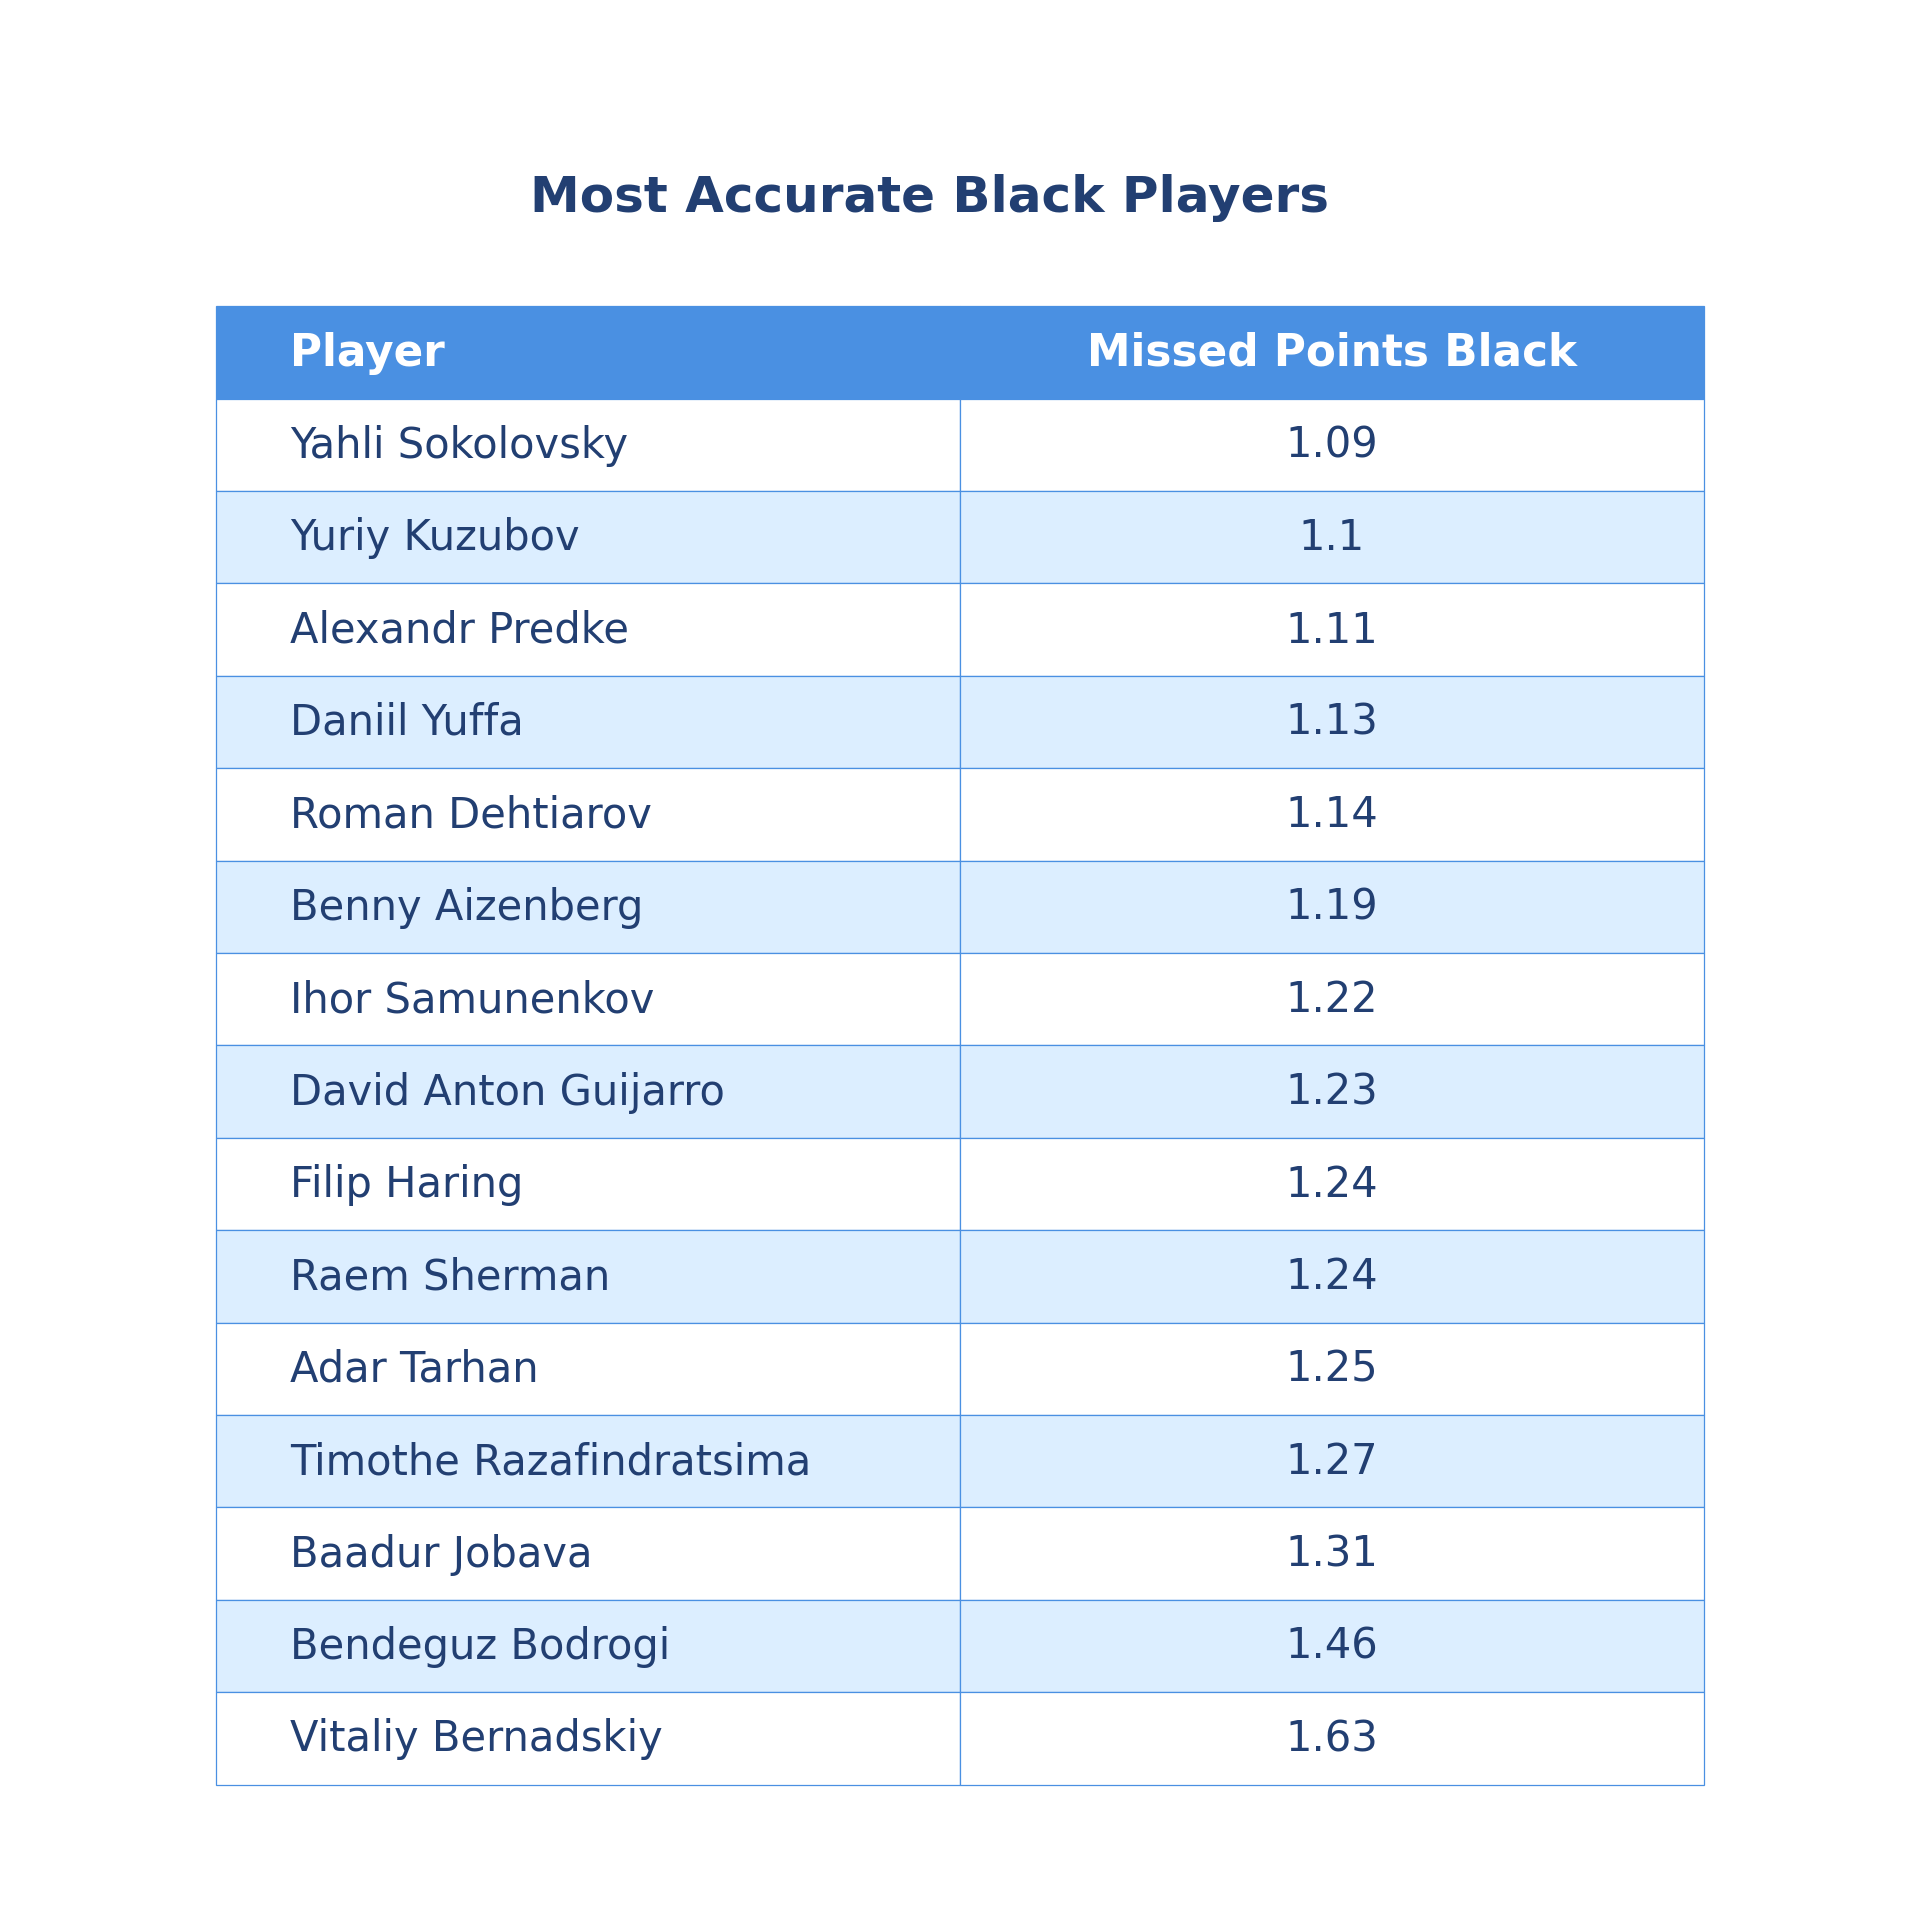 Most Accurate Black Players
Player Missed Points Black
Yahli Sokolovsky 1.09
Yuriy Kuzubov 1.1
Alexandr Predke 1.11
Daniil Yuffa 1.13
Roman Dehtiarov 1.14
Benny Aizenberg 1.19
Ihor Samunenkov 1.22
David Anton Guijarro 1.23
Filip Haring 1.24
Raem Sherman 1.24
Adar Tarhan 1.25
Timothe Razafindratsima 1.27
Baadur Jobava 1.31
Bendeguz Bodrogi 1.46
Vitaliy Bernadskiy 1.63